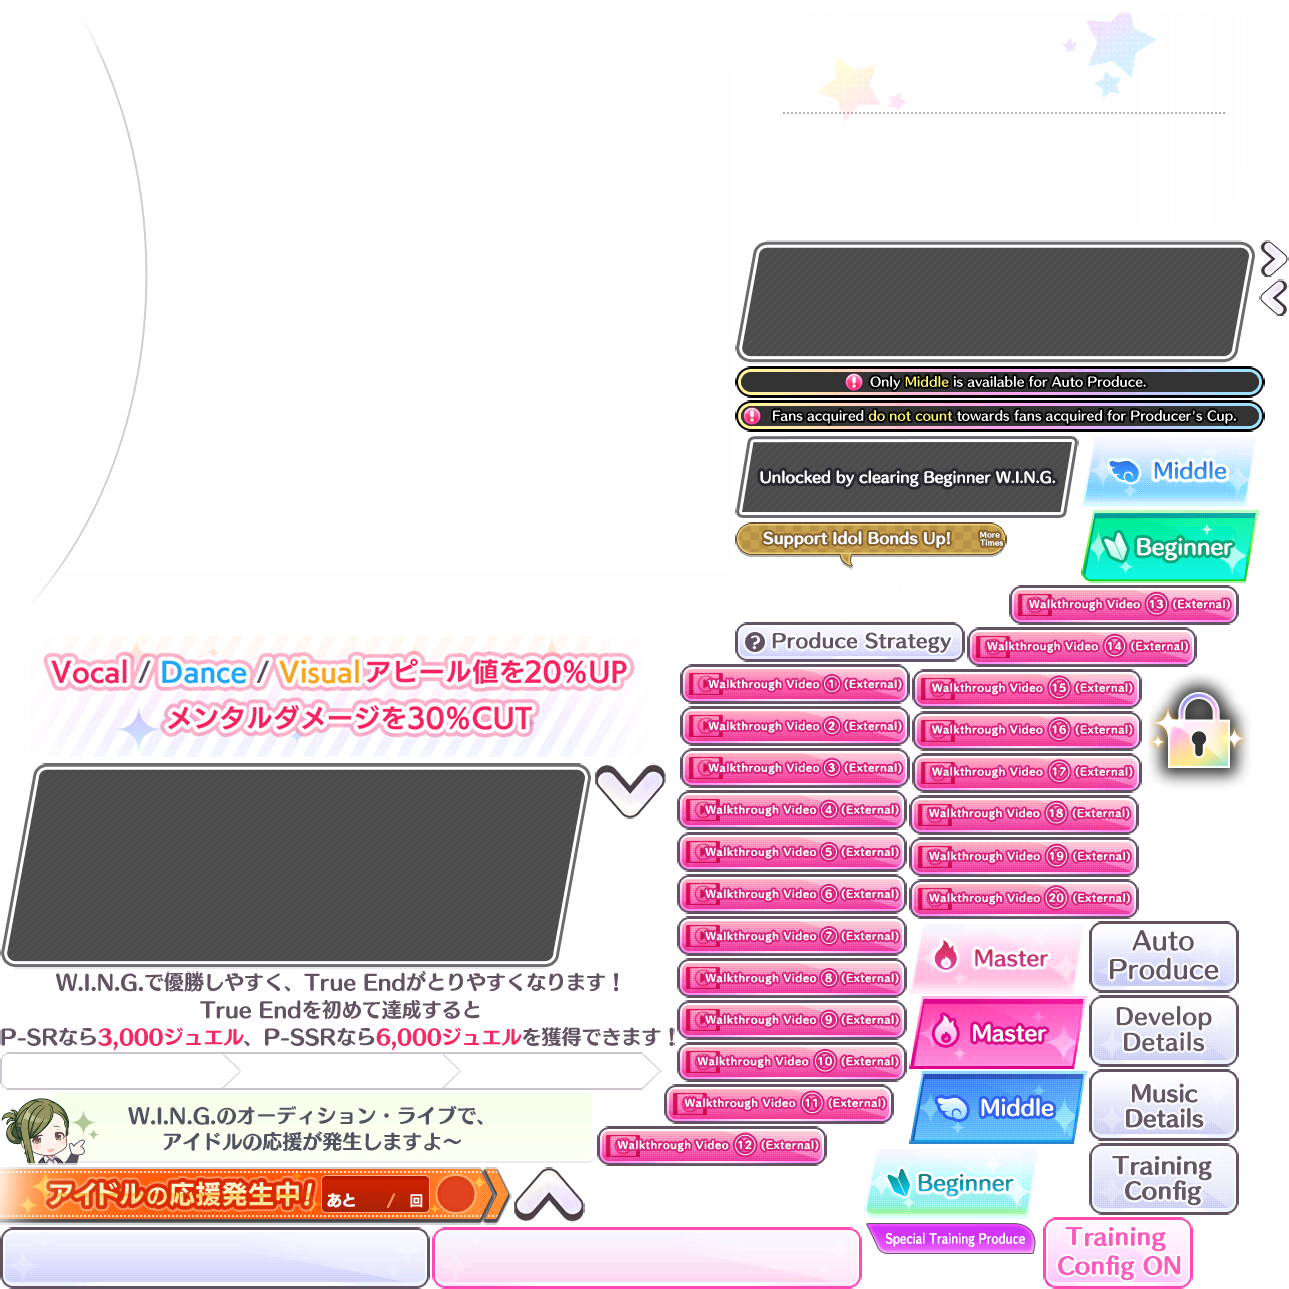 Only Middle is available for Auto Produce.
Fans acquired do not count towards fans acquired for Producer's Cup.
Unlocked by clearing Beginner W.I.N.G.
Middle
Support Idol Bonds Up!
More Times
Beginner
Walkthrough Video 13 (External)
Produce Strategy
Walkthrough Video 14 (External)
Vocal / Dance / Visualアピール値を20%UP
メンタルダメージを30%CUT
Walkthrough Video 1 (External)
Walkthrough Video 15 (External)
Walkthrough Video 2 (External)
Walkthrough Video 16 (External)
Walkthrough Video 3 (External)
Walkthrough Video 17 (External)
Walkthrough Video 4 (External)
Walkthrough Video 18 (External)
Walkthrough Video 5 (External)
Walkthrough Video 19 (External)
Walkthrough Video 6 (External)
Walkthrough Video 20 (External)
Walkthrough Video 7 (External)
Walkthrough Video 8 (External)
Walkthrough Video 9 (External)
Walkthrough Video 10 (External)
Walkthrough Video 11 (External)
Walkthrough Video 12 (External)
Master
Auto
Produce
W.I.N.G.で優勝しやすく、True Endがとりやすくなります！
True Endを初めて達成すると
P-SRなら3,000ジュエル、P-SSRなら6,000ジュエルを獲得できます！
Master
Develop
Details
Middle
Music
Details
W.I.N.G.のオーディション・ライブで、
アイドルの応援が発生しますよ～
Beginner
Training
Config
アイドルの応援発生中！
あと / 回
Special Training Produce
Training
Config ON